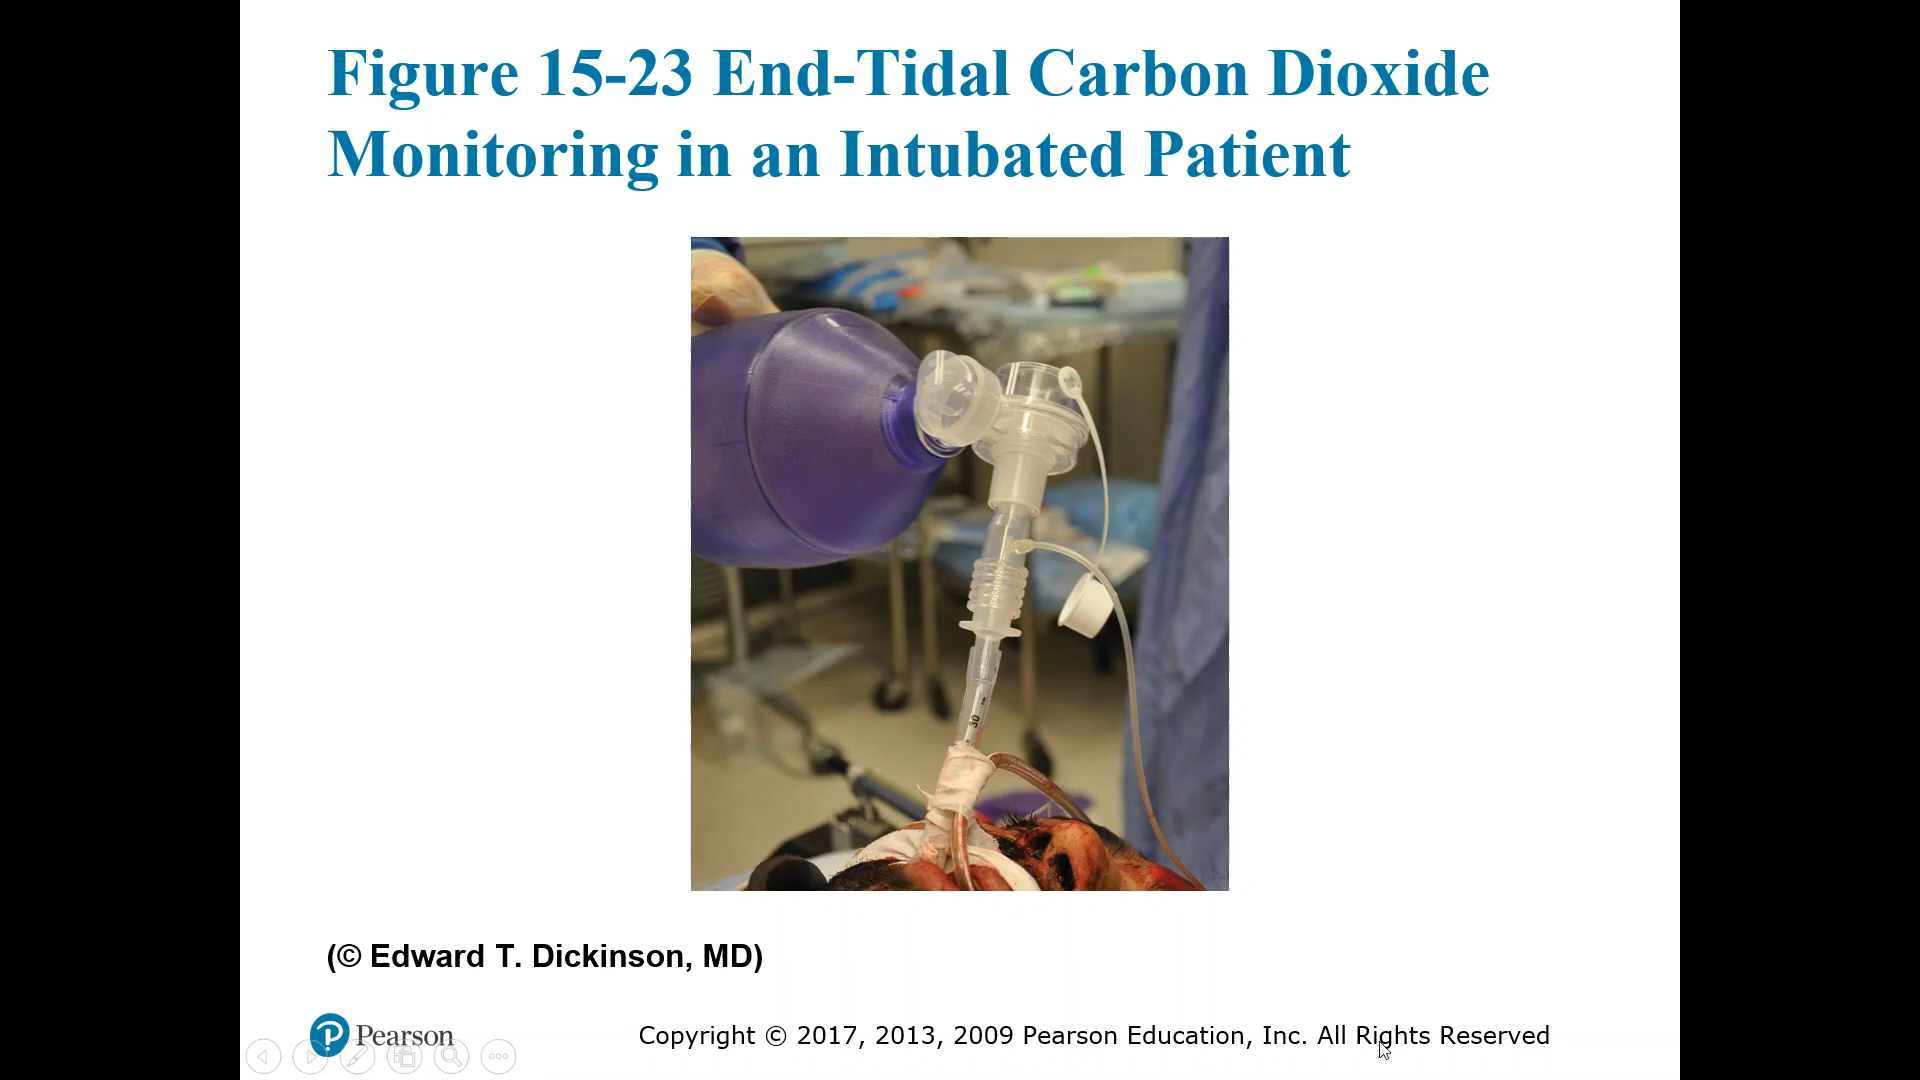 Figure 15-23 End-Tidal Carbon Dioxide
Monitoring in an Intubated Patient
30
(© Edward T. Dickinson, MD)
Pearson
Copyright © 2017, 2013, 2009 Pearson Education, Inc. All Rights Reserved